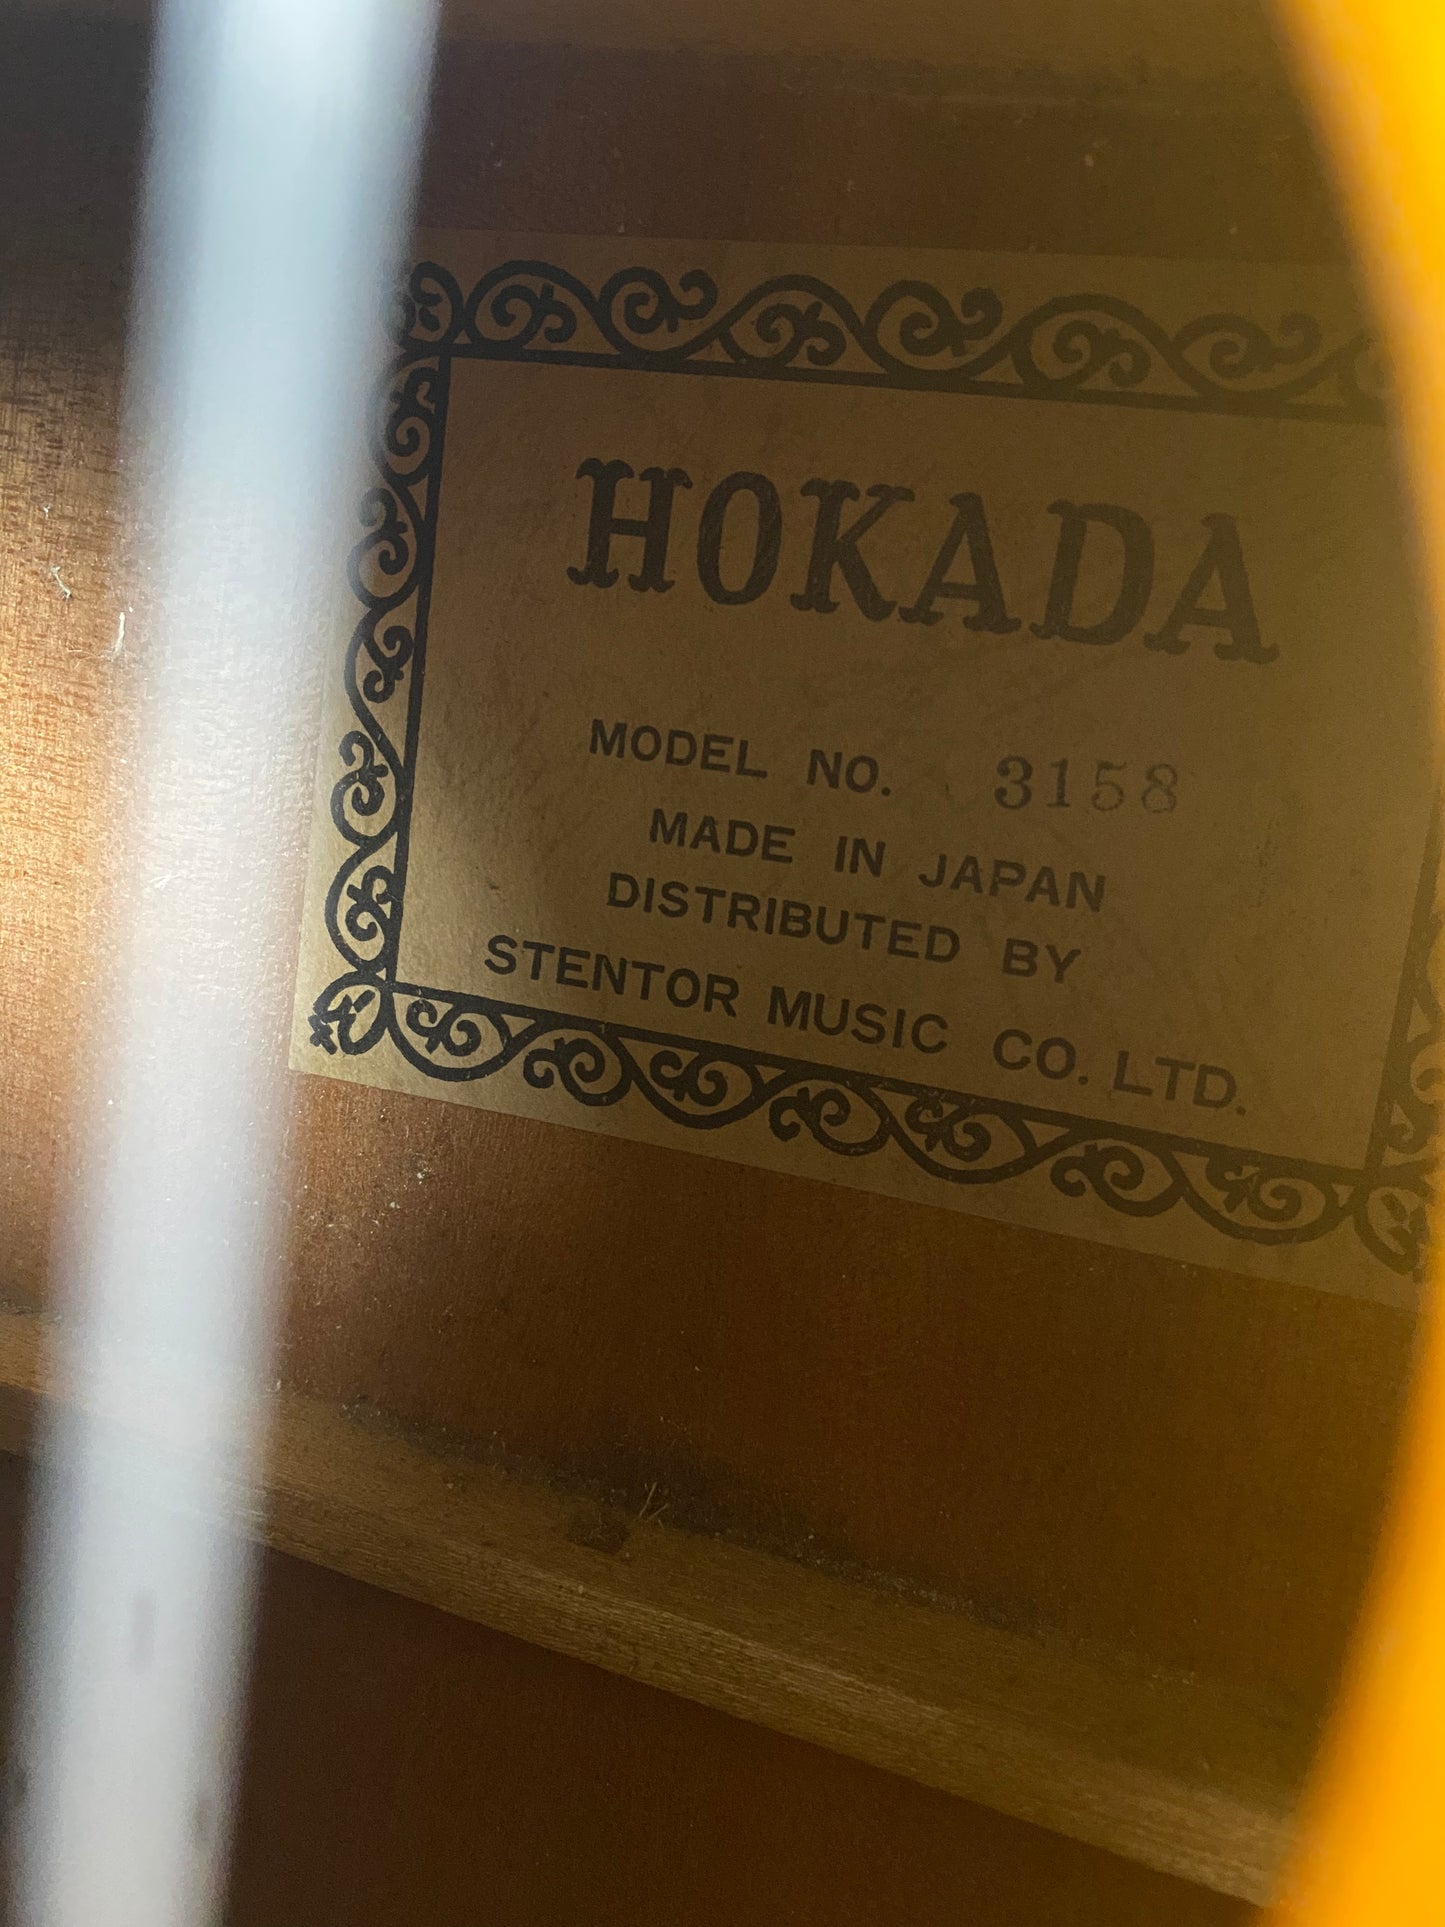 HOKADA
MODEL NO. 3158
MADE IN JAPAN
DISTRIBUTED BY
STENTOR MUSIC CO. LTD.